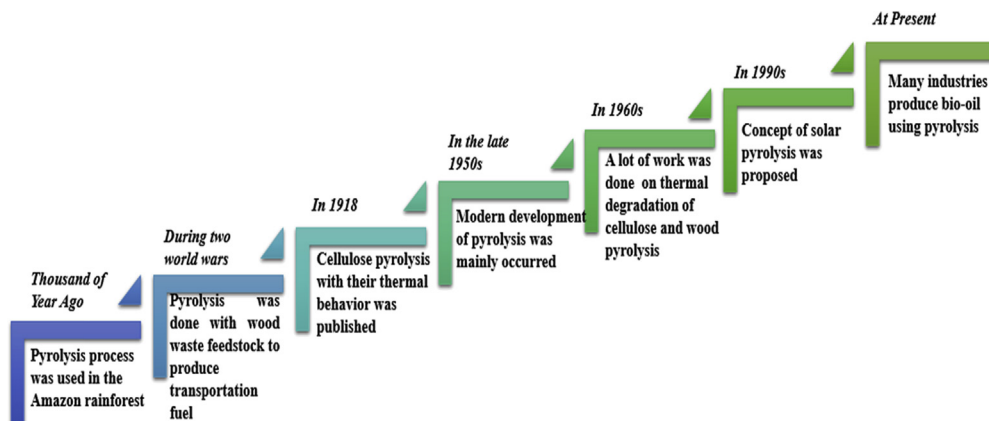 Thousand of
Year Ago
Pyrolysis process
was used in the
Amazon rainforest
During two
world wars
Pyrolysis was
done with wood
waste feedstock to
produce
transportation
fuel
In 1918
Cellulose pyrolysis
with their thermal
behavior was
published
In the late
1950s
Modern development
of pyrolysis was
mainly occurred
In 1960s
A lot of work was
done on thermal
degradation of
cellulose and wood
pyrolysis
In 1990s
Concept of solar
pyrolysis was
proposed
At Present
Many industries
produce bio-oil
using pyrolysis